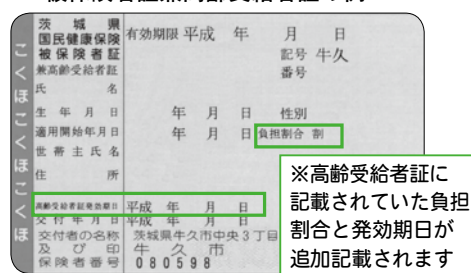 被保険者証兼高齢受給者証の例
こくほこくほこくほ
茨城県
国民健康保険
被保険者証
兼高齢受給者証
有効期限 平成 年 月 日
記号 牛久
番号
氏名
生年月日 年 月 日 性別
適用開始年月日 年 月 日 負担割合 割
世帯主氏名
住所
高齢受給者証発効期日 平成 年 月 日
交付年月日 平成 年 月 日
交付者の名称 茨城県牛久市中央3丁目
及び印 牛久市
保険者番号 080598
※高齢受給者証に
記載されていた負担
割合と発効期日が
追加記載されます